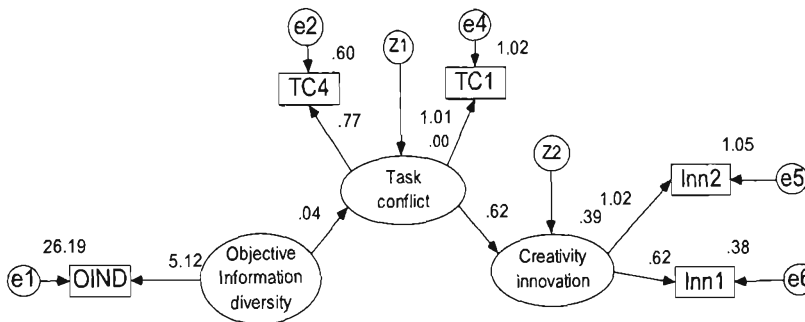 e2
.60
Z1
e4
1.02
TC4
TC1
.77
1.01
.00
Z2
1.05
Task
conflict
Inn2
e5
1.02
.04
.62
.39
26.19
5.12
Objective
Information
diversity
Creativity
innovation
.62
.38
e1
OIND
Inn1
e6